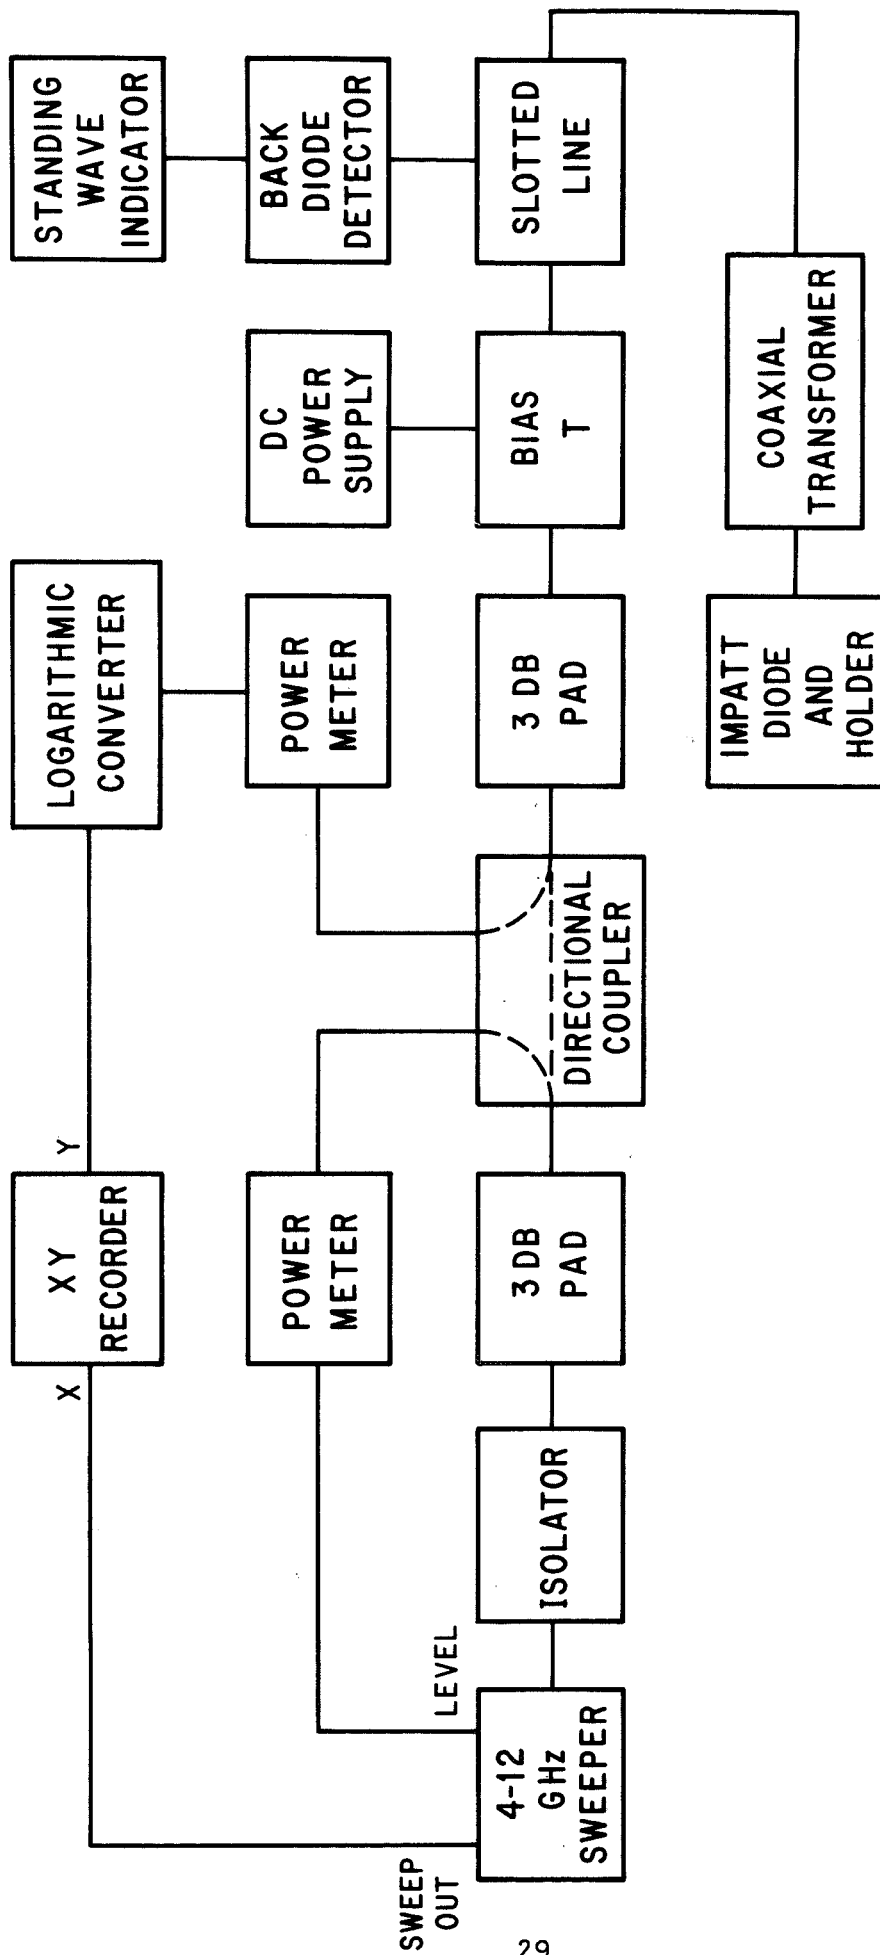 STANDING
WAVE
INDICATOR
BACK
DIODE
DETECTOR
SLOTTED
LINE
DC
POWER
SUPPLY
BIAS
T
COAXIAL
TRANSFORMER
LOGARITHMIC
CONVERTER
POWER
METER
3 DB
PAD
IMPATT
DIODE
AND
HOLDER
DIRECTIONAL
COUPLER
Y
XY
RECORDER
X
POWER
METER
3 DB
PAD
ISOLATOR
LEVEL
4-12
GHz
SWEEPER
SWEEP
OUT
29